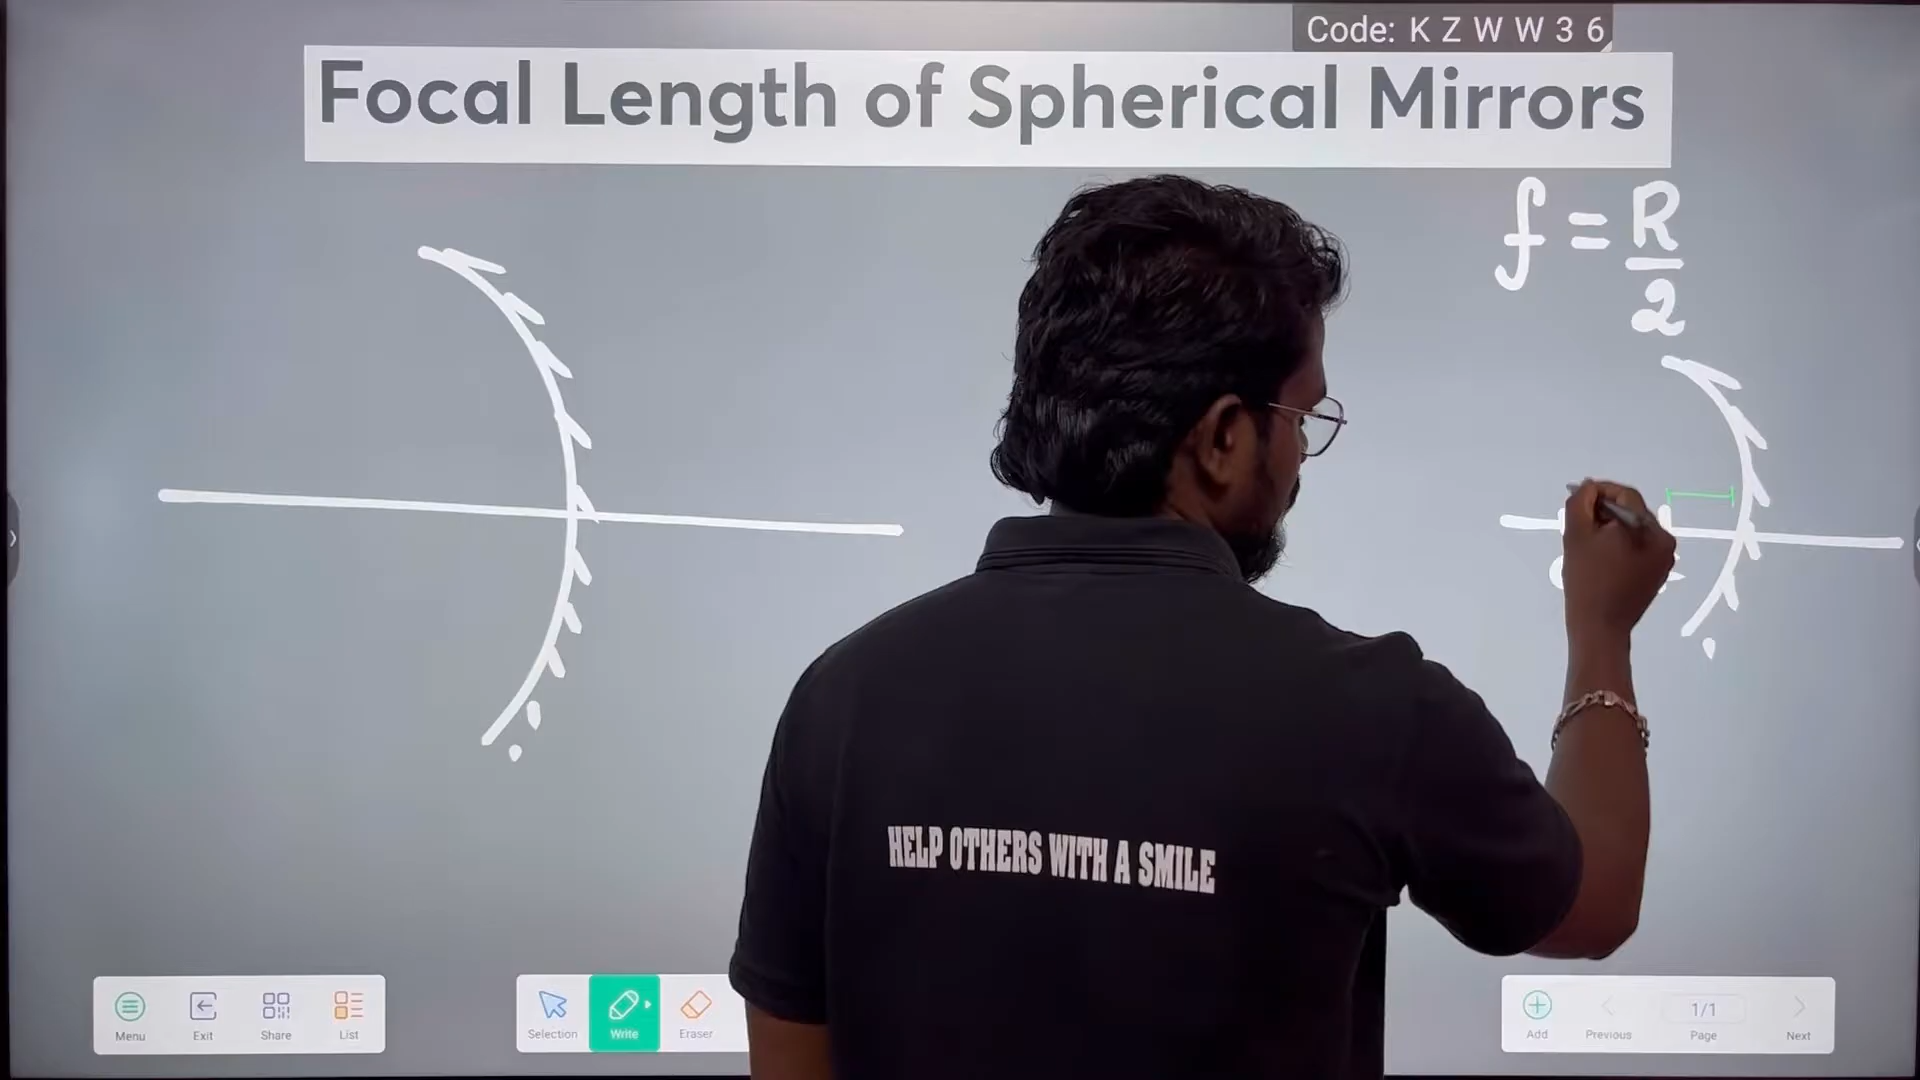 Code: K Z W W 3 6
Focal Length of Spherical Mirrors
f = R/2
HELP OTHERS WITH A SMILE
Menu Exit Share List Selection Write Eraser Add Previous 1/1 Page Next